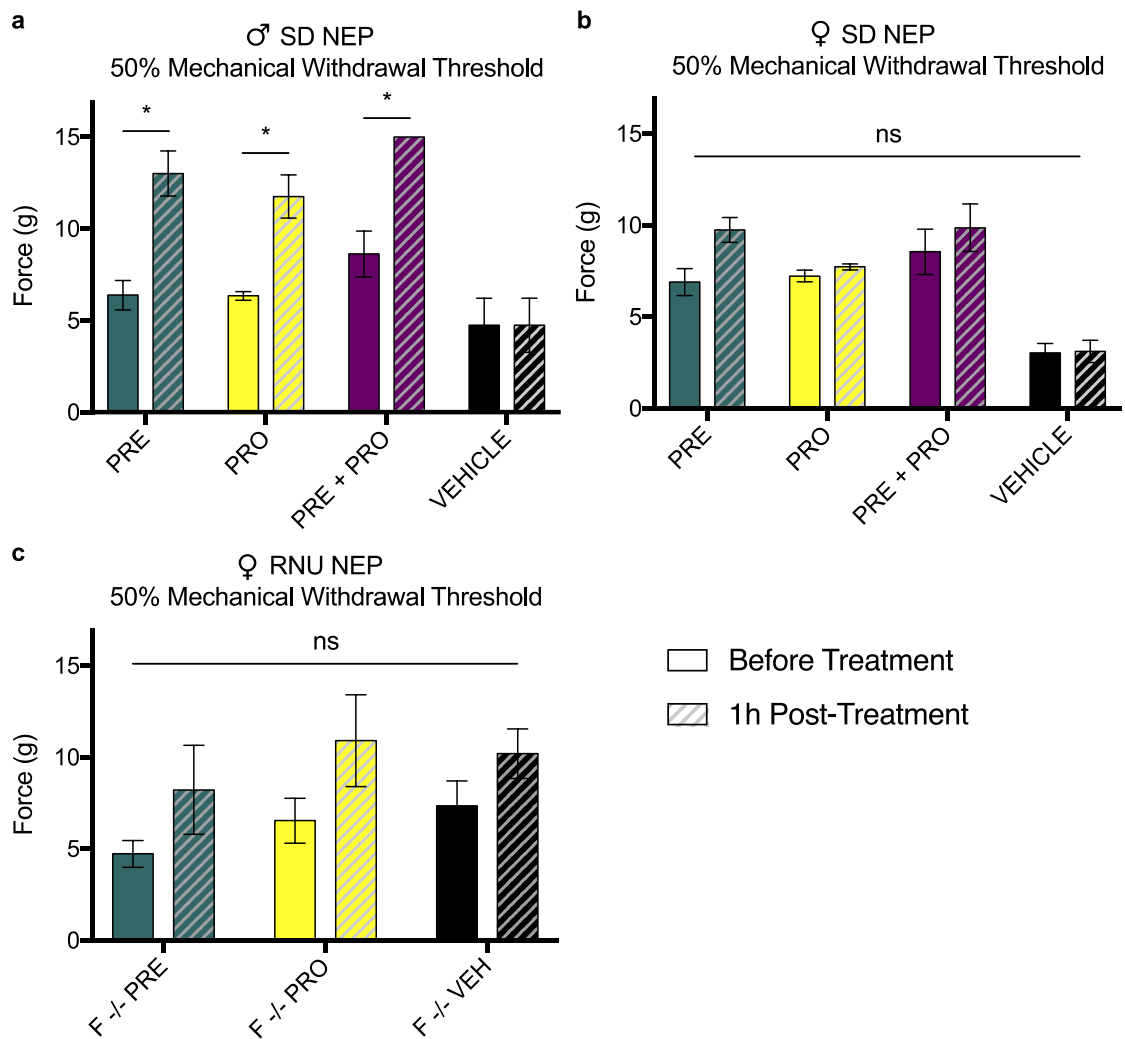 a
♂ SD NEP
50% Mechanical Withdrawal Threshold
Force (g)
15
10
5
0
*
*
*
PRE
PRO
PRE + PRO
VEHICLE
b
♀ SD NEP
50% Mechanical Withdrawal Threshold
Force (g)
15
10
5
0
ns
PRE
PRO
PRE + PRO
VEHICLE
c
♀ RNU NEP
50% Mechanical Withdrawal Threshold
Force (g)
15
10
5
0
ns
F -/- PRE
F -/- PRO
F -/- VEH
Before Treatment
1h Post-Treatment